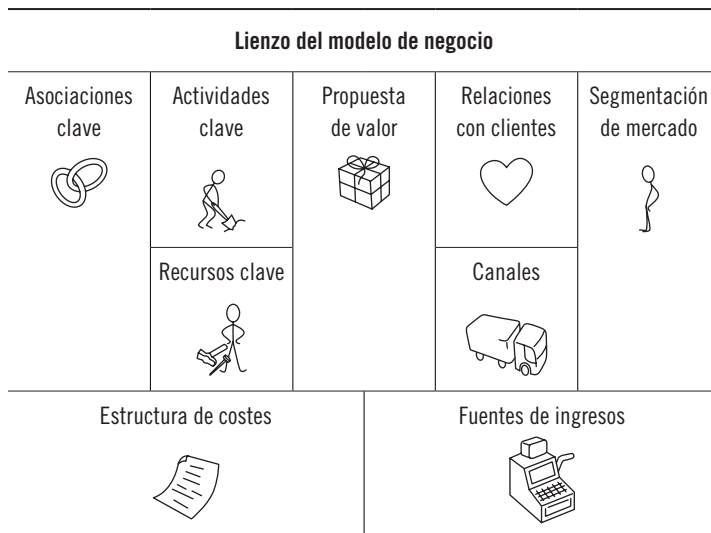 Lienzo del modelo de negocio
Asociaciones
clave
Actividades
clave
Propuesta
de valor
Relaciones
con clientes
Segmentación
de mercado
Recursos clave
Canales
Estructura de costes
Fuentes de ingresos